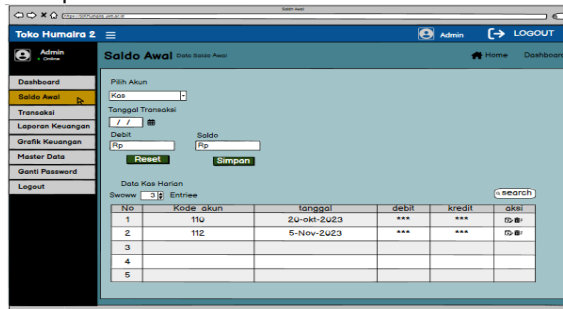 Saldo Awal
Toko Humaira 2
Admin
LOGOUT
Admin
Online
Saldo Awal Data Saldo Awal
Home
Dashboard
Dashboard
Saldo Awal
Transaksi
Laporan Keuangan
Grafik Keuangan
Master Data
Ganti Password
Logout
Pilih Akun
Kas
Tanggal Transaksi
/ /
Debit Saldo
Rp Rp
Reset Simpan
Data Kas Harian
Swoww 3 Entriee
search
No Kode akun tanggal debit kredit aksi
1 110 20-okt-2023 *** ***
2 112 5-Nov-2023 *** ***
3
4
5